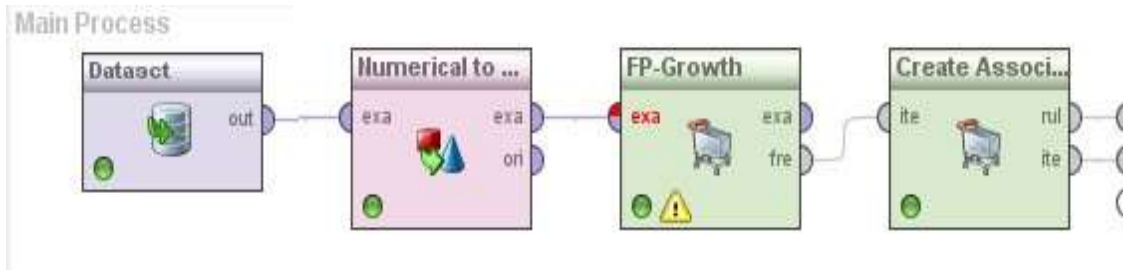 Main Process
Dataset
out
Numerical to ...
exa
exa
ori
FP-Growth
exa
exa
fre
Create Associ...
ite
rul
ite